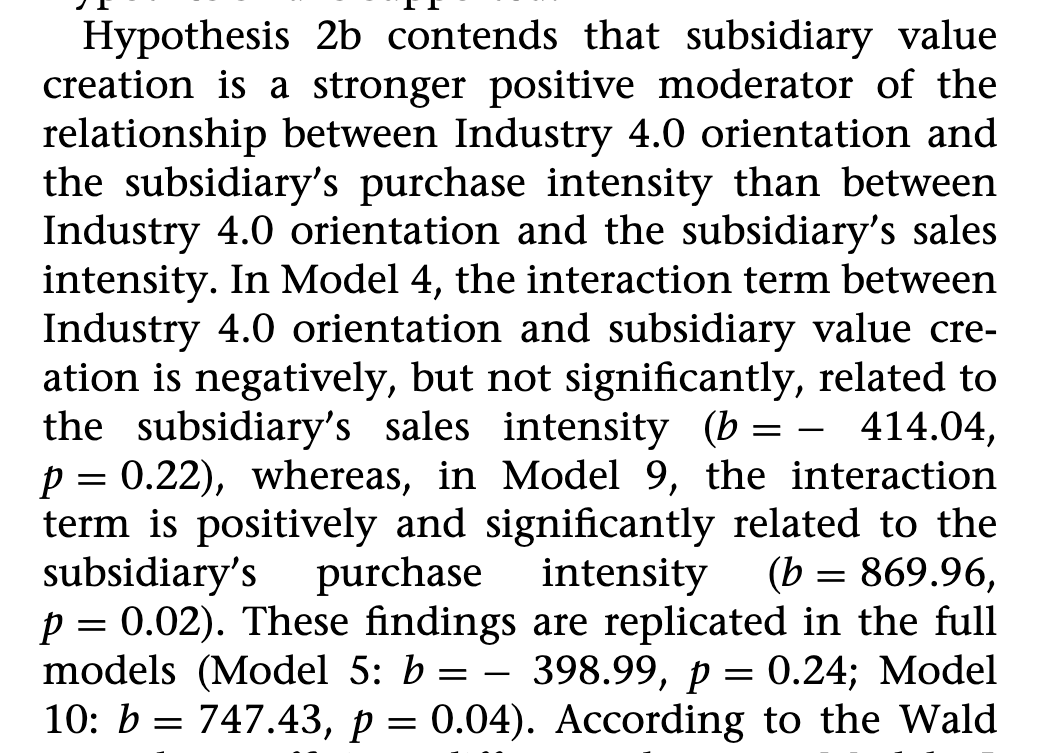 Hypothesis 2b contends that subsidiary value
creation is a stronger positive moderator of the
relationship between Industry 4.0 orientation and
the subsidiary's purchase intensity than between
Industry 4.0 orientation and the subsidiary's sales
intensity. In Model 4, the interaction term between
Industry 4.0 orientation and subsidiary value cre-
ation is negatively, but not significantly, related to
the subsidiary's sales intensity (b = − 414.04,
p = 0.22), whereas, in Model 9, the interaction
term is positively and significantly related to the
subsidiary's purchase intensity (b = 869.96,
p = 0.02). These findings are replicated in the full
models (Model 5: b = − 398.99, p = 0.24; Model
10: b = 747.43, p = 0.04). According to the Wald